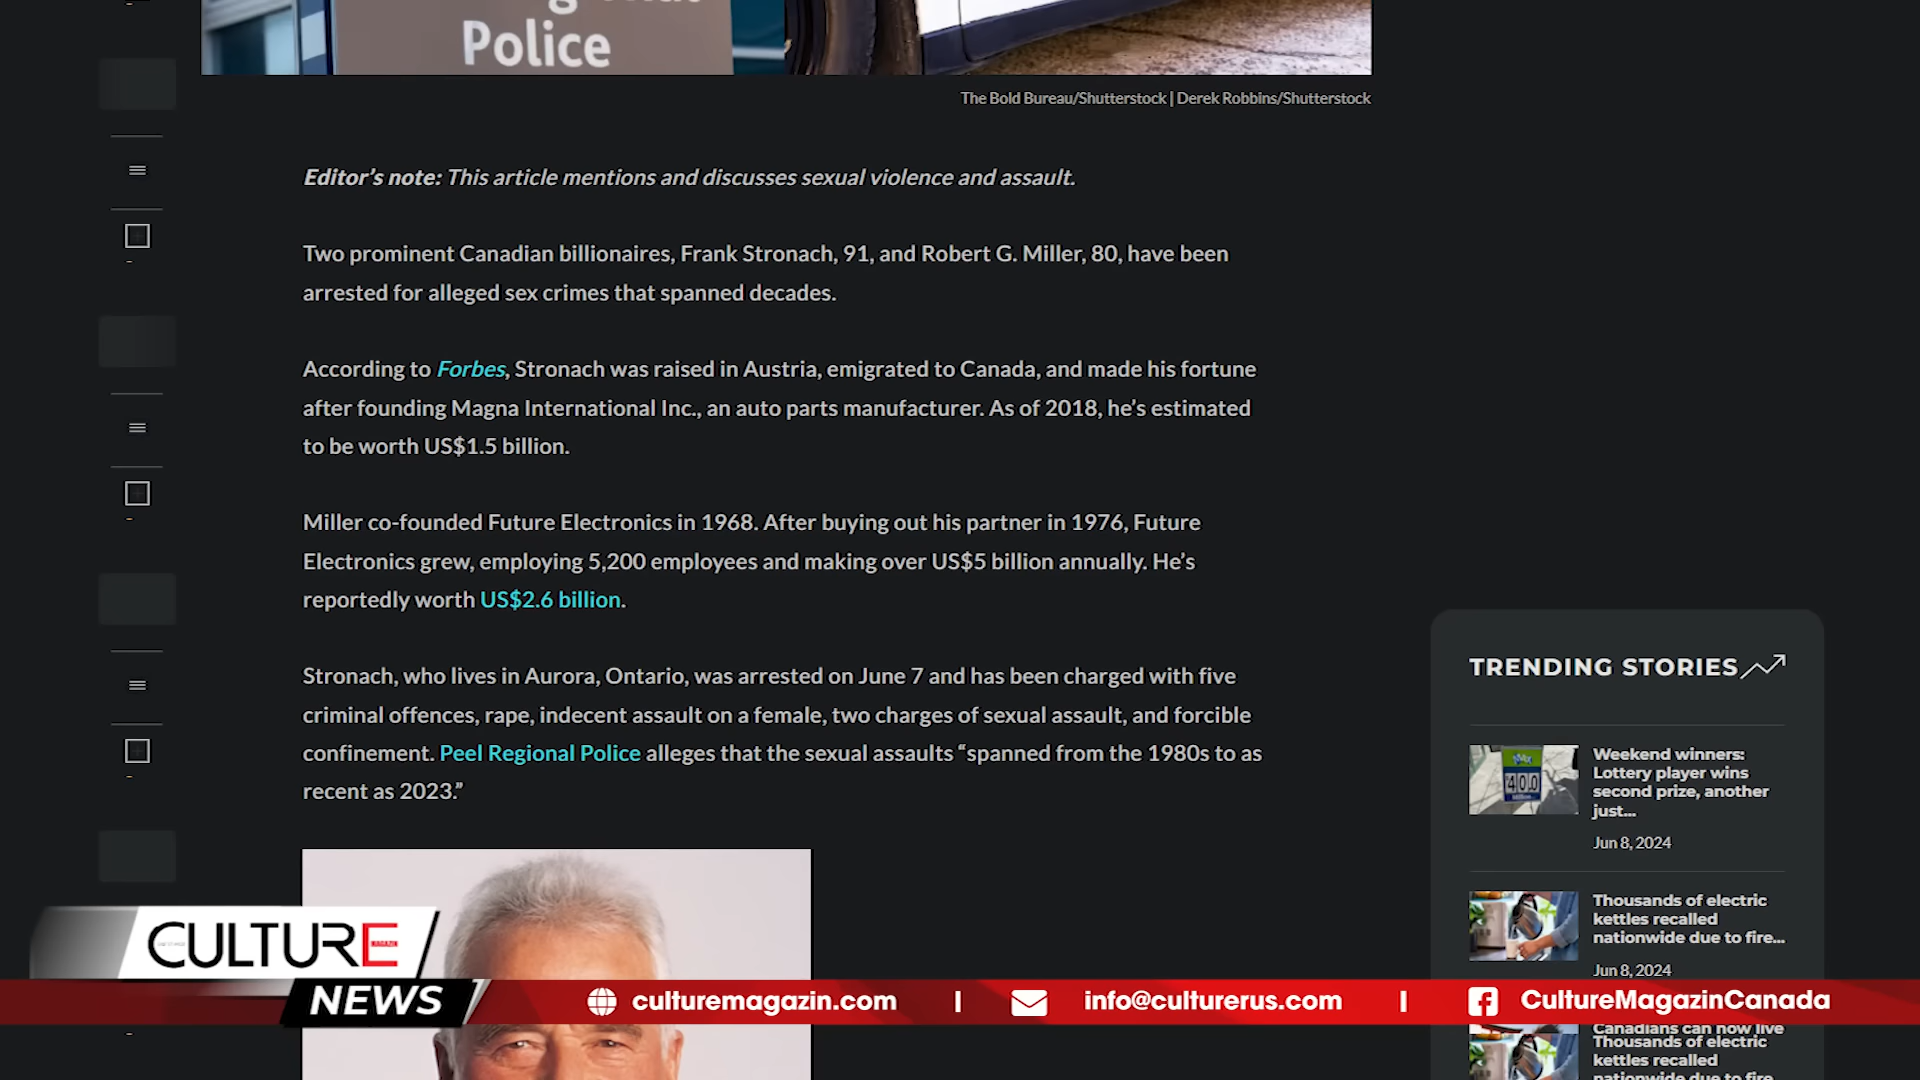 Police
The Bold Bureau/Shutterstock | Derek Robbins/Shutterstock
Editor's note: This article mentions and discusses sexual violence and assault.
Two prominent Canadian billionaires, Frank Stronach, 91, and Robert G. Miller, 80, have been
arrested for alleged sex crimes that spanned decades.
According to Forbes, Stronach was raised in Austria, emigrated to Canada, and made his fortune
after founding Magna International Inc., an auto parts manufacturer. As of 2018, he's estimated
to be worth US$1.5 billion.
Miller co-founded Future Electronics in 1968. After buying out his partner in 1976, Future
Electronics grew, employing 5,200 employees and making over US$5 billion annually. He's
reportedly worth US$2.6 billion.
Stronach, who lives in Aurora, Ontario, was arrested on June 7 and has been charged with five
criminal offences, rape, indecent assault on a female, two charges of sexual assault, and forcible
confinement. Peel Regional Police alleges that the sexual assaults “spanned from the 1980s to as
recent as 2023.”
TRENDING STORIES
MAX
400
Weekend winners:
Lottery player wins
second prize, another
just...
Jun 8, 2024
Thousands of electric
kettles recalled
nationwide due to fire...
Jun 8, 2024
Canadians can now live
Thousands of electric
kettles recalled
nationwide due to fire
CULTURE
NEWS
culturemagazin.com | info@culturerus.com | CultureMagazinCanada